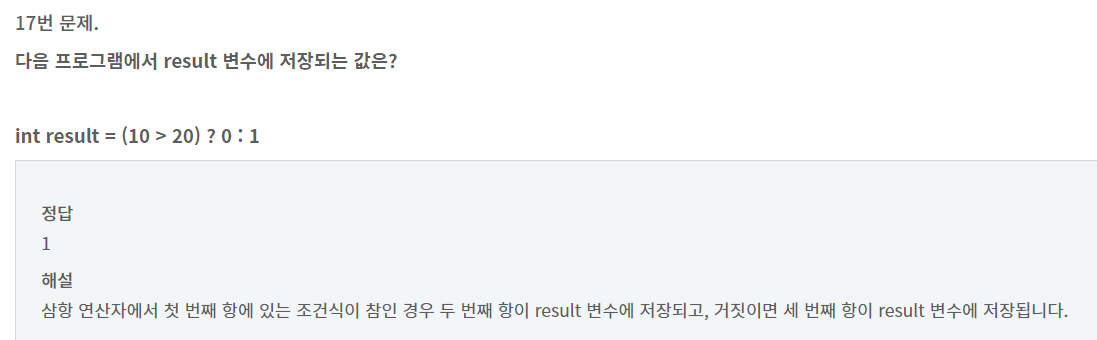 17번 문제.
다음 프로그램에서 result 변수에 저장되는 값은?
int result = (10 > 20) ? 0 : 1
정답
1
해설
삼항 연산자에서 첫 번째 항에 있는 조건식이 참인 경우 두 번째 항이 result 변수에 저장되고, 거짓이면 세 번째 항이 result 변수에 저장됩니다.